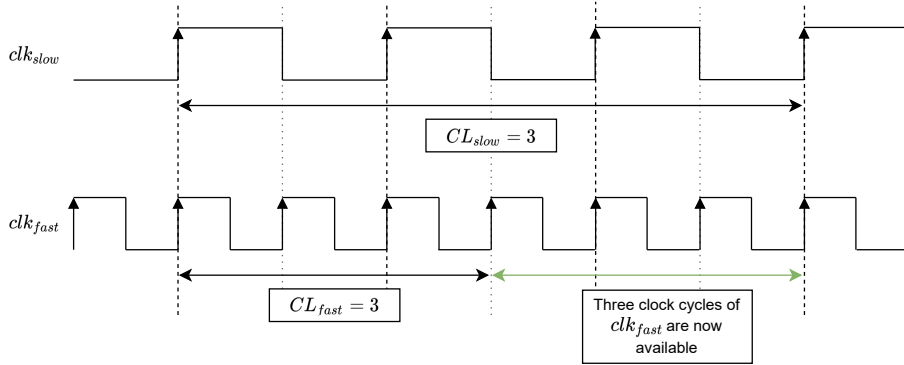 clk_slow
CL_slow = 3
clk_fast
CL_fast = 3
Three clock cycles of
clk_fast are now
available